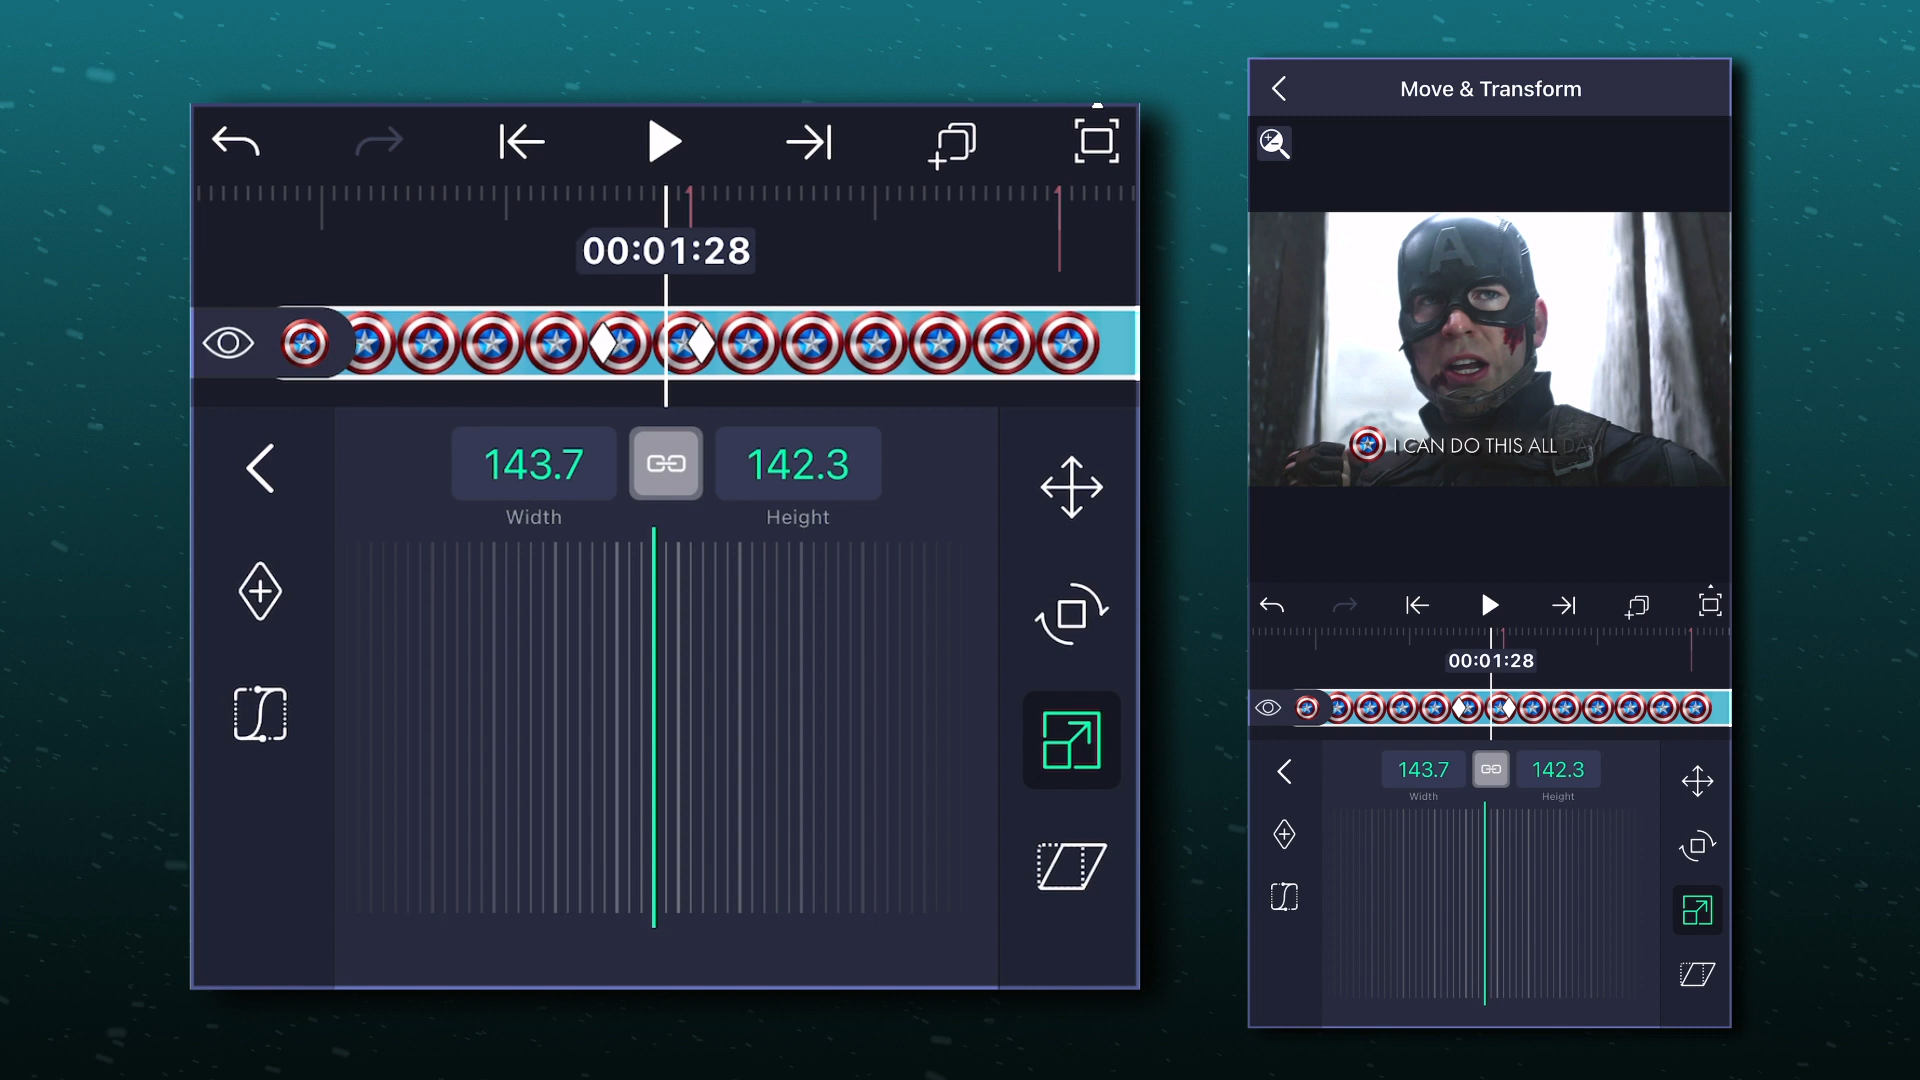 00:01:28
143.7
142.3
Width
Height
Move & Transform
A
I CAN DO THIS ALL DAY
00:01:28
143.7
142.3
Width
Height